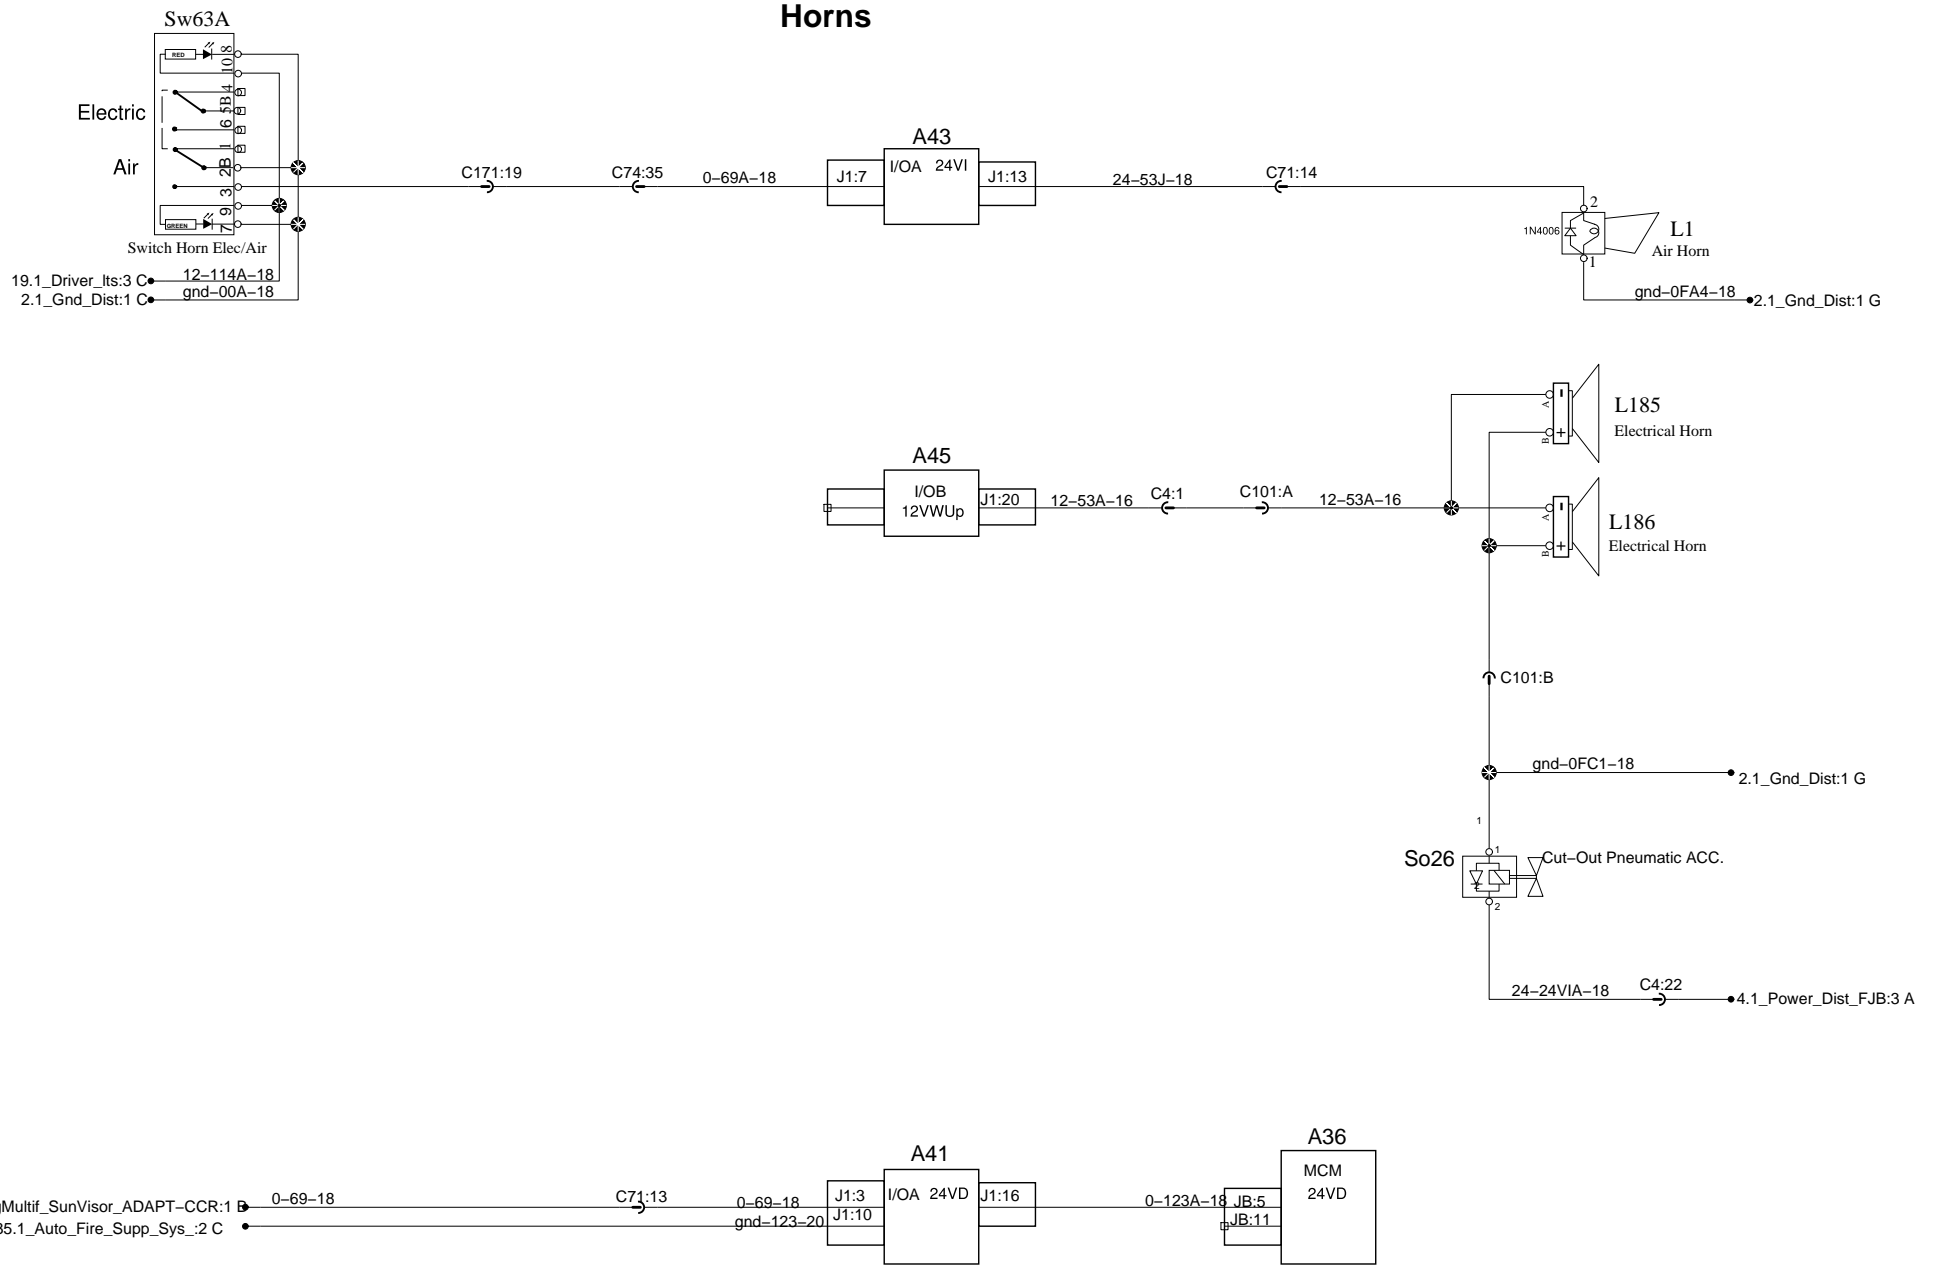 Horns
Sw63A
RED
8
10
4
5B
6
1
2B
3
9
7
GREEN
Electric
Air
Switch Horn Elec/Air
19.1_Driver_lts:3 C
12-114A-18
2.1_Gnd_Dist:1 C
gnd-00A-18
C171:19
C74:35
0-69A-18
A43
J1:7
I/OA 24VI
J1:13
24-53J-18
C71:14
2
1N4006
L1
Air Horn
1
gnd-0FA4-18
2.1_Gnd_Dist:1 G
A45
I/OB
12VWUp
J1:20
12-53A-16
C4:1
C101:A
12-53A-16
A
B
L185
Electrical Horn
A
B
L186
Electrical Horn
C101:B
gnd-0FC1-18
2.1_Gnd_Dist:1 G
1
1
So26
Cut-Out Pneumatic ACC.
2
2
24-24VIA-18
C4:22
4.1_Power_Dist_FJB:3 A
A41
A36
Multif_SunVisor_ADAPT-CCR:1
0-69-18
C71:13
0-69-18
J1:3
I/OA 24VD
J1:16
0-123A-18
JB:5
MCM
24VD
35.1_Auto_Fire_Supp_Sys_:2 C
gnd-123-20
J1:10
JB:11